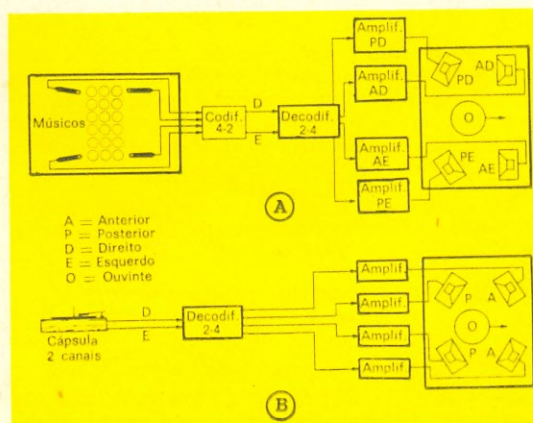 Amplif.
PD
Amplif.
AD
Amplif.
AE
Amplif.
PE
PD
AD
O
PE
AE
Músicos
Codif.
4-2
D
E
Decodif.
2-4
A
A = Anterior
P = Posterior
D = Direito
E = Esquerdo
O = Ouvinte
Cápsula
2 canais
D
E
Decodif.
2-4
Amplif.
Amplif.
Amplif.
Amplif.
P
A
O
P
A
B